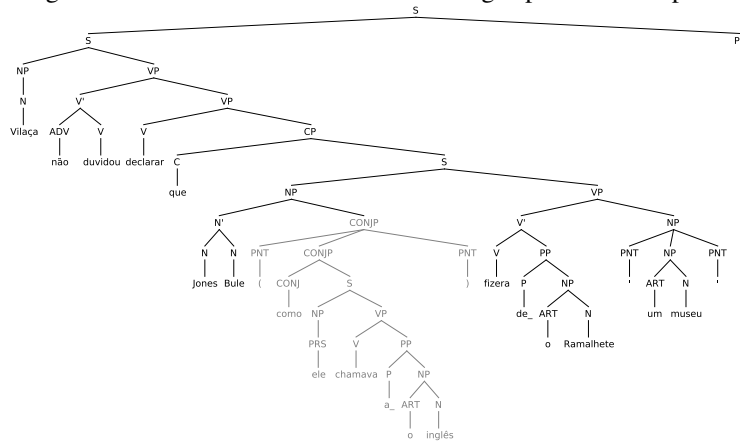 S
S P
NP VP
N V' VP
Vilaça ADV V V CP
não duvidou declarar C S
que NP VP
N' CONJP V' NP
N N PNT CONJP PNT V PP PNT NP PNT
Jones Bule ( CONJ S ) fizera P NP ' ART N '
como NP VP de_ ART N um museu
PRS V PP o Ramalhete
ele chamava P NP
a_ ART N
o inglês